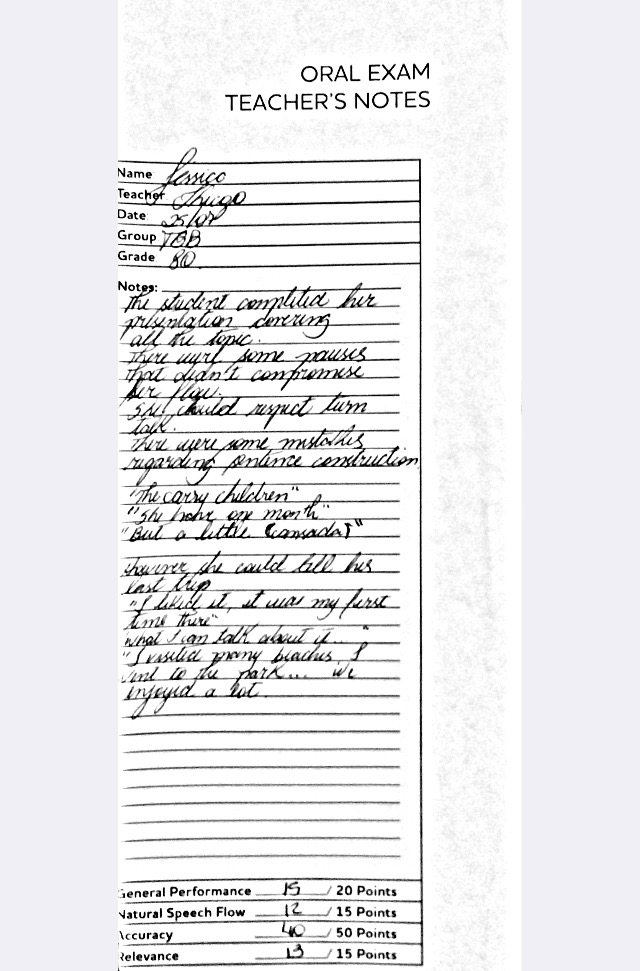 ORAL EXAM
TEACHER'S NOTES
Name Jessica
Teacher Thiago
Date 25/07
Group TBB
Grade 80
Notes:
The student completed her
presentation covering
all the topic.
There were some pauses
that didn't compromise
her flow.
She could respect turn
talk.
There were some mistakes
regarding sentence construction
"The carry children"
"She have one month"
"But a little (cansada)"
However she could tell his
last trip
"I liked it, it was my first
time there"
what I can talk about it... "
"I visited many beaches I
went to the park... we
enjoyed a lot.
General Performance 15 / 20 Points
Natural Speech Flow 12 / 15 Points
Accuracy 40 / 50 Points
Relevance 13 / 15 Points